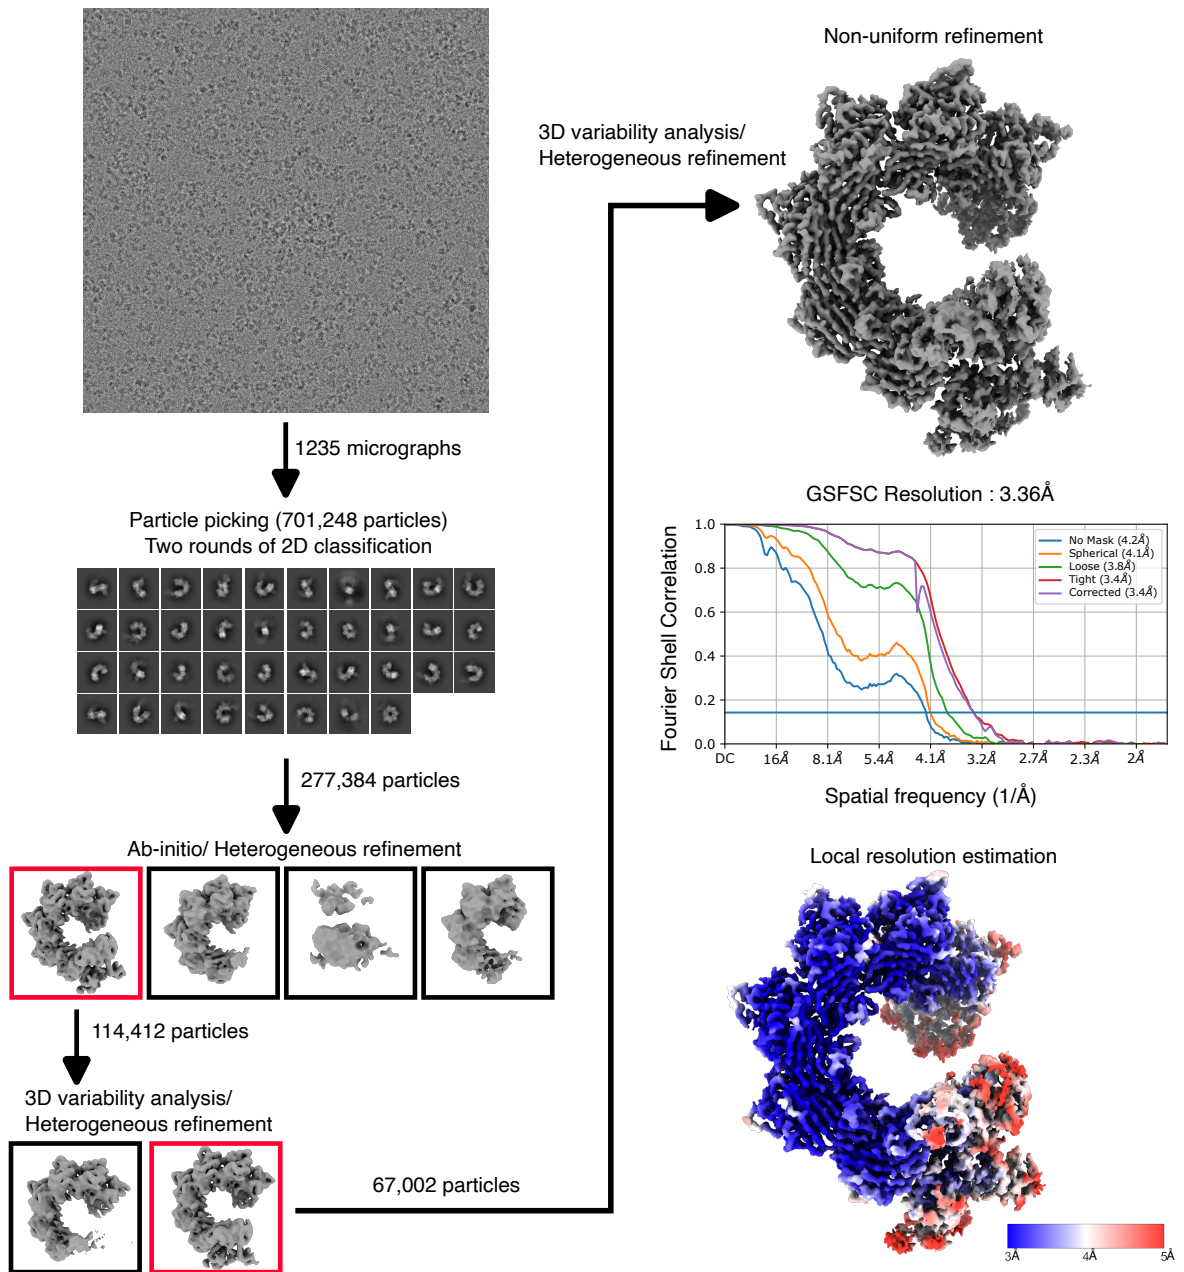 1235 micrographs
Particle picking (701,248 particles)
Two rounds of 2D classification
277,384 particles
Ab-initio/ Heterogeneous refinement
114,412 particles
3D variability analysis/
Heterogeneous refinement
67,002 particles
3D variability analysis/
Heterogeneous refinement
Non-uniform refinement
GSFSC Resolution : 3.36Å
Fourier Shell Correlation
1.0
0.8
0.6
0.4
0.2
0.0
No Mask (4.2Å)
Spherical (4.1Å)
Loose (3.8Å)
Tight (3.4Å)
Corrected (3.4Å)
DC 16Å 8.1Å 5.4Å 4.1Å 3.2Å 2.7Å 2.3Å 2Å
Spatial frequency (1/Å)
Local resolution estimation
3Å 4Å 5Å